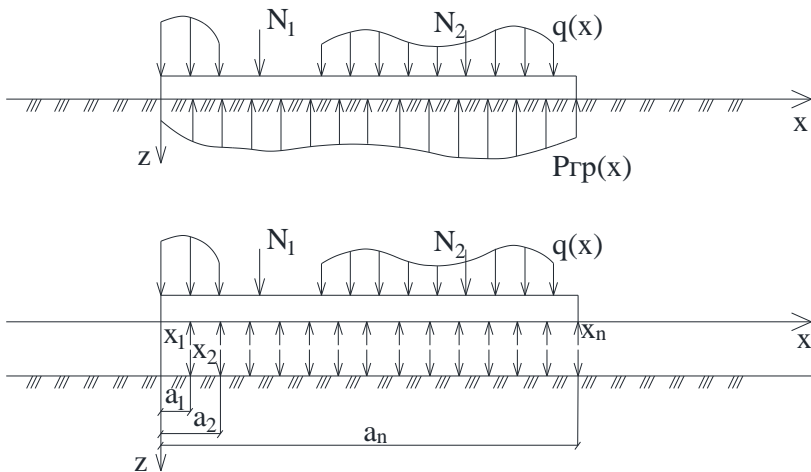 N₁
N₂
q(x)
x
z
Pгр(x)
N₁
N₂
q(x)
x₁
x₂
xₙ
x
a₁
a₂
aₙ
z